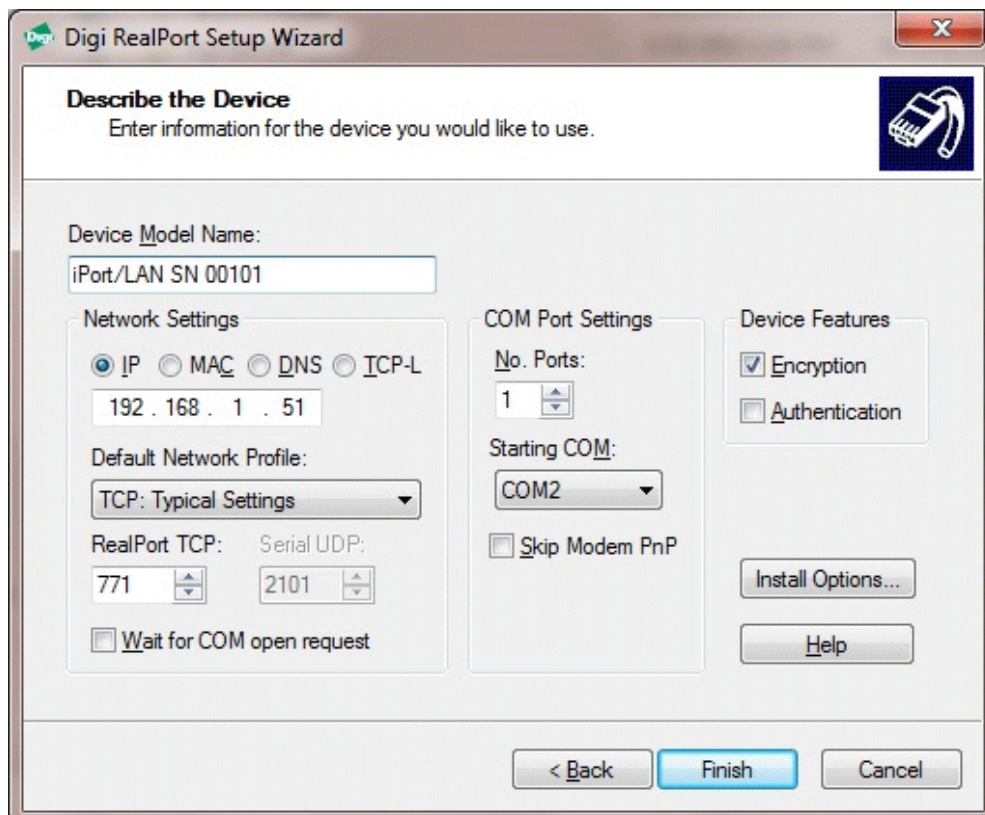 Digi RealPort Setup Wizard
Describe the Device
Enter information for the device you would like to use.
Device Model Name:
iPort/LAN SN 00101
Network Settings
IP MAC DNS TCP-L
192 . 168 . 1 . 51
Default Network Profile:
TCP: Typical Settings
RealPort TCP: Serial UDP:
771 2101
Wait for COM open request
COM Port Settings
No. Ports:
1
Starting COM:
COM2
Skip Modem PnP
Device Features
Encryption
Authentication
Install Options...
Help
< Back Finish Cancel